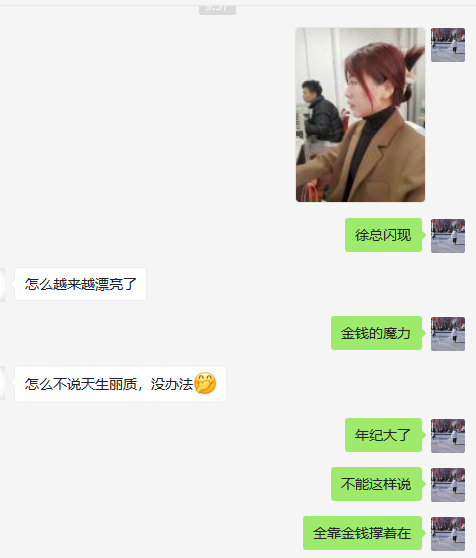 徐总闪现
怎么越来越漂亮了
金钱的魔力
怎么不说天生丽质，没办法🤭
年纪大了
不能这样说
全靠金钱撑着在